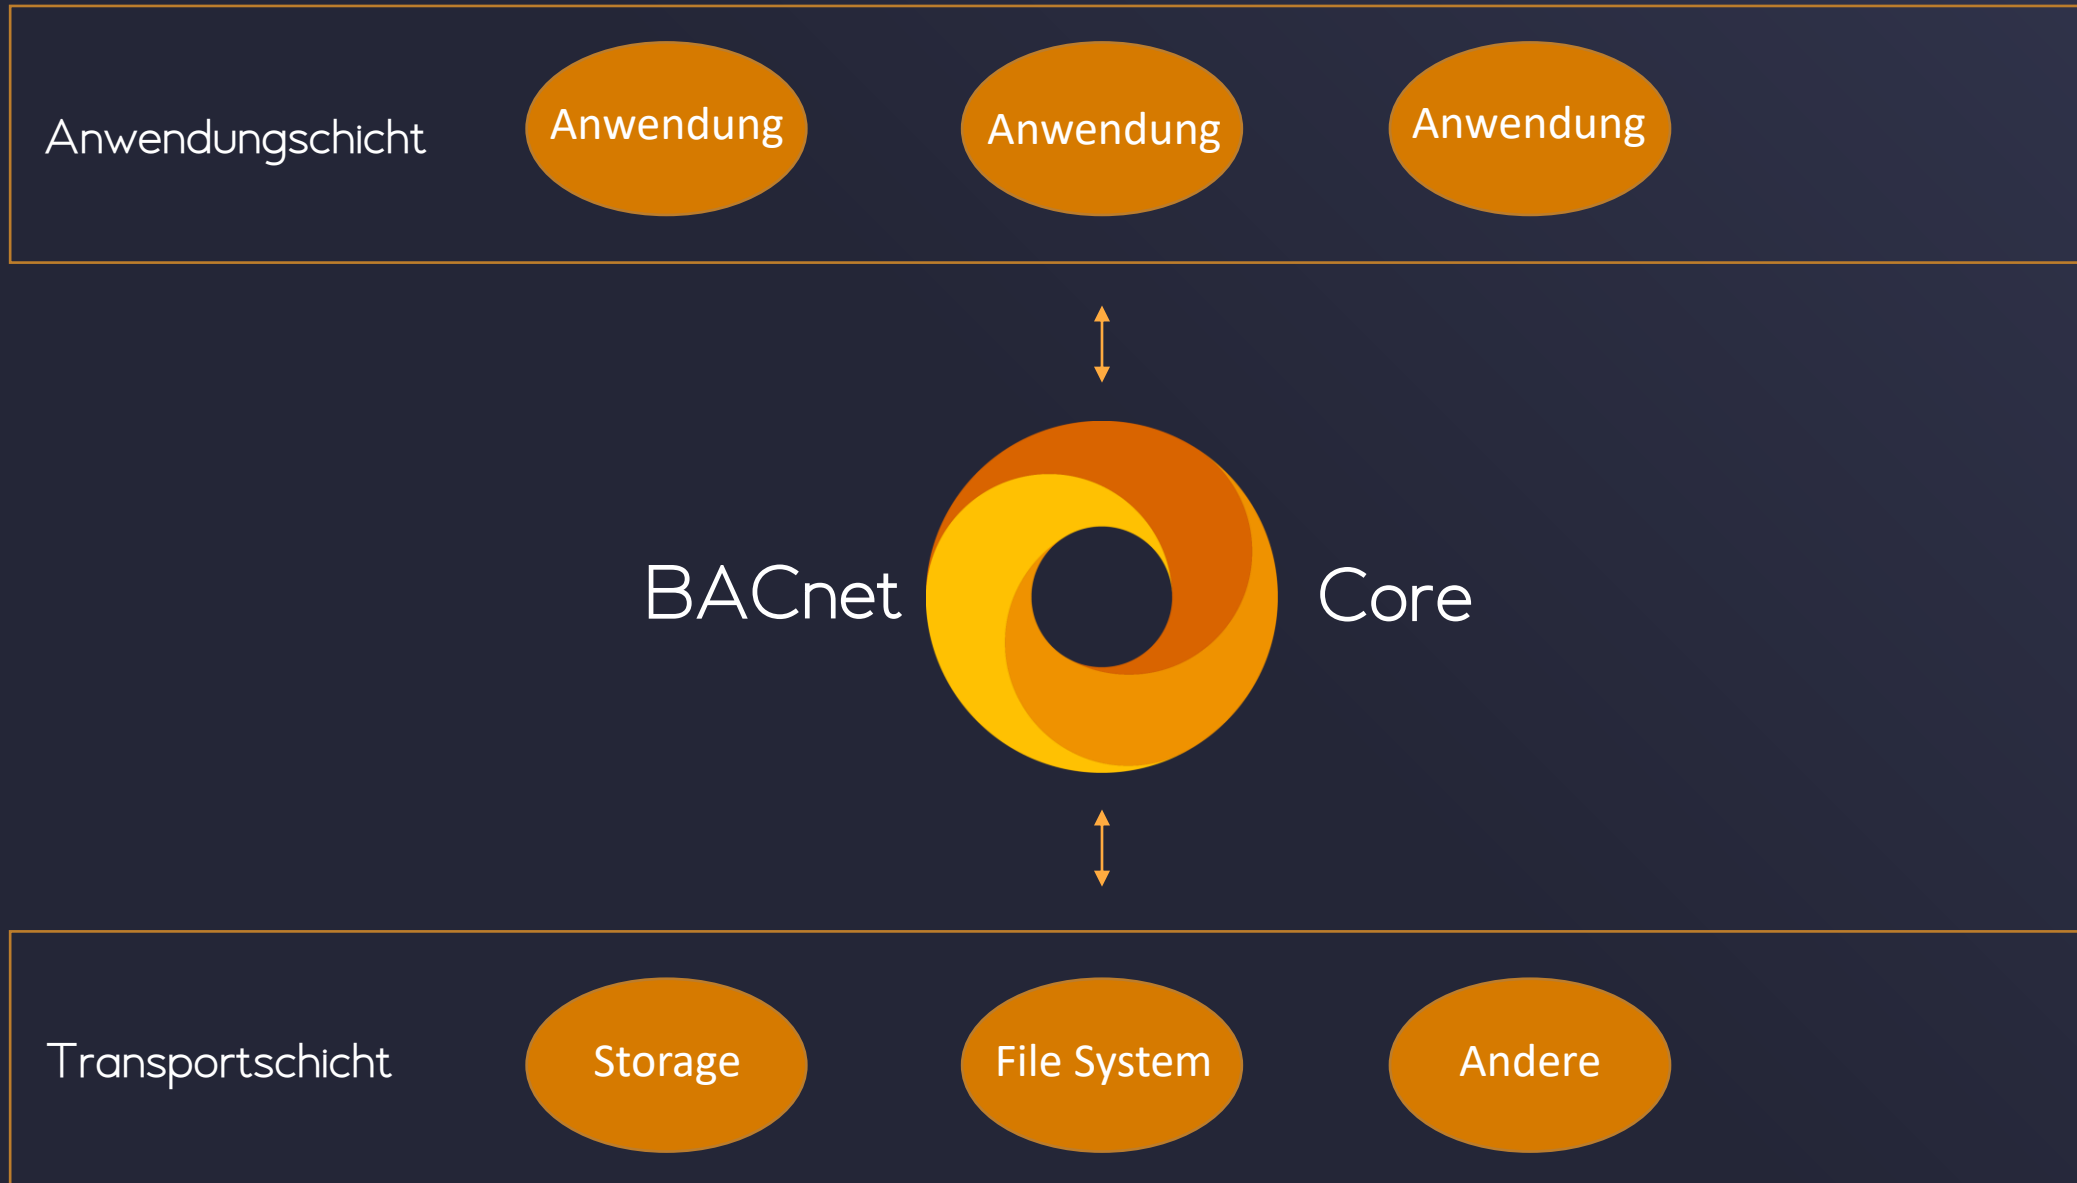 Anwendungschicht
Anwendung
Anwendung
Anwendung
BACnet
Core
Transportschicht
Storage
File System
Andere